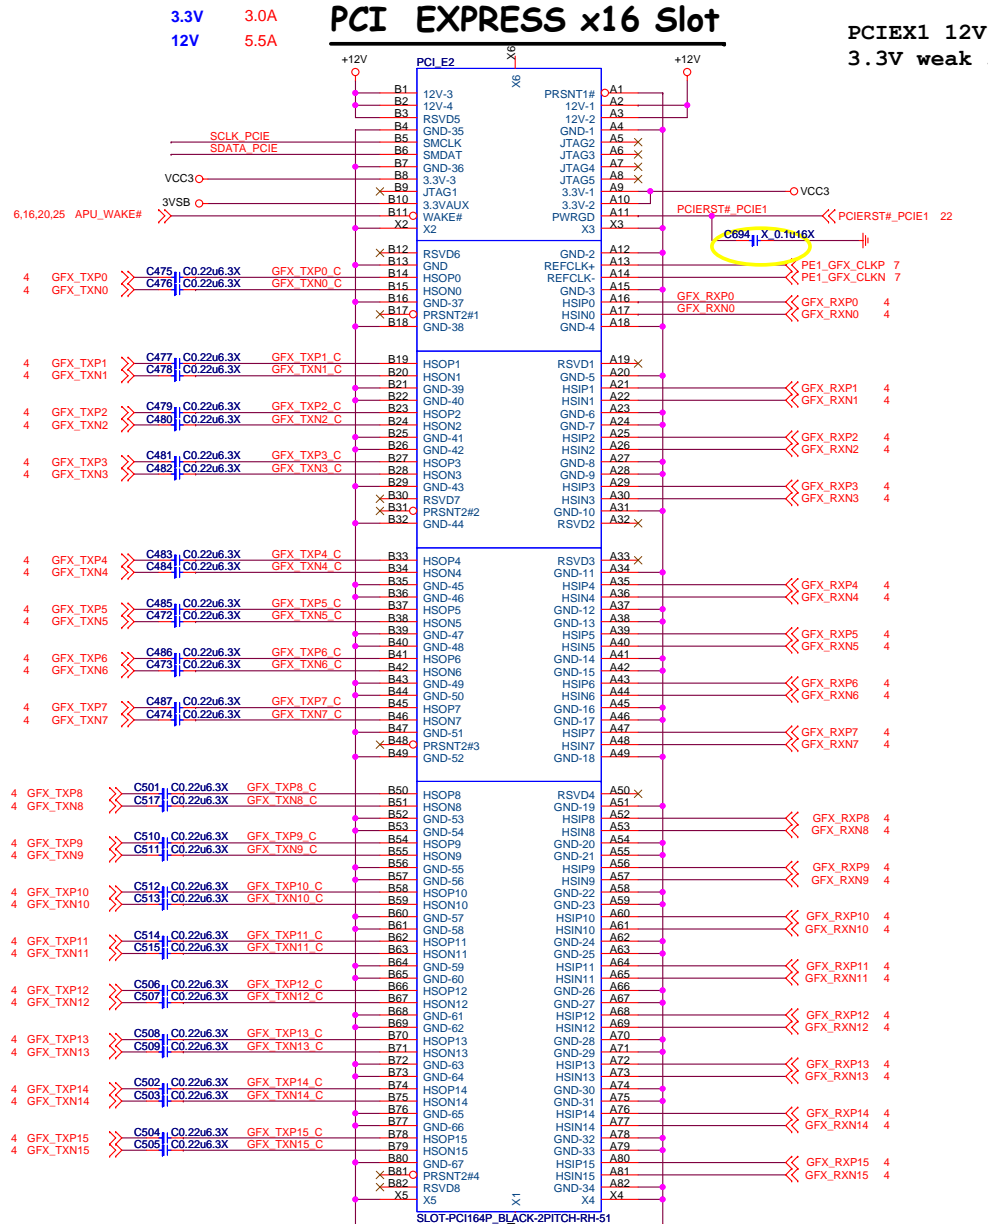 3.3V 3.0A
PCI EXPRESS x16 Slot
12V 5.5A
PCIEX1 12V
3.3V weak
+12V X6 +12V
PCI_E2
X6
B1 12V-3 PRSNT1# A1
B2 12V-4 12V-1 A2
B3 RSVD5 12V-2 A3
B4 GND-35 GND-1 A4
SCLK_PCIE B5 SMCLK JTAG2 A5
SDATA_PCIE B6 SMDAT JTAG3 A6
B7 GND-36 JTAG4 A7
VCC3 B8 3.3V-3 JTAG5 A8
B9 JTAG1 3.3V-1 A9 VCC3
3VSB B10 3.3VAUX 3.3V-2 A10
6,16,20,25 APU_WAKE# B11 WAKE# PWRGD A11 PCIERST#_PCIE1 PCIERST#_PCIE1 22
X2 X2 X3 X3
C694 X_0.1u16X
B12 RSVD6 GND-2 A12
B13 GND REFCLK+ A13 PE1_GFX_CLKP 7
4 GFX_TXP0 C475 C0.22u6.3X GFX_TXP0_C B14 HSOP0 REFCLK- A14 PE1_GFX_CLKN 7
4 GFX_TXN0 C476 C0.22u6.3X GFX_TXN0_C B15 HSON0 GND-3 A15
B16 GND-37 HSIP0 A16 GFX_RXP0 GFX_RXP0 4
B17 PRSNT2#1 HSIN0 A17 GFX_RXN0 GFX_RXN0 4
B18 GND-38 GND-4 A18
4 GFX_TXP1 C477 C0.22u6.3X GFX_TXP1_C B19 HSOP1 RSVD1 A19
4 GFX_TXN1 C478 C0.22u6.3X GFX_TXN1_C B20 HSON1 GND-5 A20
B21 GND-39 HSIP1 A21 GFX_RXP1 4
B22 GND-40 HSIN1 A22 GFX_RXN1 4
4 GFX_TXP2 C479 C0.22u6.3X GFX_TXP2_C B23 HSOP2 GND-6 A23
4 GFX_TXN2 C480 C0.22u6.3X GFX_TXN2_C B24 HSON2 GND-7 A24
B25 GND-41 HSIP2 A25 GFX_RXP2 4
B26 GND-42 HSIN2 A26 GFX_RXN2 4
4 GFX_TXP3 C481 C0.22u6.3X GFX_TXP3_C B27 HSOP3 GND-8 A27
4 GFX_TXN3 C482 C0.22u6.3X GFX_TXN3_C B28 HSON3 GND-9 A28
B29 GND-43 HSIP3 A29 GFX_RXP3 4
B30 RSVD7 HSIN3 A30 GFX_RXN3 4
B31 PRSNT2#2 GND-10 A31
B32 GND-44 RSVD2 A32
4 GFX_TXP4 C483 C0.22u6.3X GFX_TXP4_C B33 HSOP4 RSVD3 A33
4 GFX_TXN4 C484 C0.22u6.3X GFX_TXN4_C B34 HSON4 GND-11 A34
B35 GND-45 HSIP4 A35 GFX_RXP4 4
B36 GND-46 HSIN4 A36 GFX_RXN4 4
4 GFX_TXP5 C485 C0.22u6.3X GFX_TXP5_C B37 HSOP5 GND-12 A37
4 GFX_TXN5 C472 C0.22u6.3X GFX_TXN5_C B38 HSON5 GND-13 A38
B39 GND-47 HSIP5 A39 GFX_RXP5 4
B40 GND-48 HSIN5 A40 GFX_RXN5 4
4 GFX_TXP6 C486 C0.22u6.3X GFX_TXP6_C B41 HSOP6 GND-14 A41
4 GFX_TXN6 C473 C0.22u6.3X GFX_TXN6_C B42 HSON6 GND-15 A42
B43 GND-49 HSIP6 A43 GFX_RXP6 4
B44 GND-50 HSIN6 A44 GFX_RXN6 4
4 GFX_TXP7 C487 C0.22u6.3X GFX_TXP7_C B45 HSOP7 GND-16 A45
4 GFX_TXN7 C474 C0.22u6.3X GFX_TXN7_C B46 HSON7 GND-17 A46
B47 GND-51 HSIP7 A47 GFX_RXP7 4
B48 PRSNT2#3 HSIN7 A48 GFX_RXN7 4
B49 GND-52 GND-18 A49
4 GFX_TXP8 C501 C0.22u6.3X GFX_TXP8_C B50 HSOP8 RSVD4 A50
4 GFX_TXN8 C517 C0.22u6.3X GFX_TXN8_C B51 HSON8 GND-19 A51
B52 GND-53 HSIP8 A52 GFX_RXP8 4
B53 GND-54 HSIN8 A53 GFX_RXN8 4
4 GFX_TXP9 C510 C0.22u6.3X GFX_TXP9_C B54 HSOP9 GND-20 A54
4 GFX_TXN9 C511 C0.22u6.3X GFX_TXN9_C B55 HSON9 GND-21 A55
B56 GND-55 HSIP9 A56 GFX_RXP9 4
B57 GND-56 HSIN9 A57 GFX_RXN9 4
4 GFX_TXP10 C512 C0.22u6.3X GFX_TXP10_C B58 HSOP10 GND-22 A58
4 GFX_TXN10 C513 C0.22u6.3X GFX_TXN10_C B59 HSON10 GND-23 A59
B60 GND-57 HSIP10 A60 GFX_RXP10 4
B61 GND-58 HSIN10 A61 GFX_RXN10 4
4 GFX_TXP11 C514 C0.22u6.3X GFX_TXP11_C B62 HSOP11 GND-24 A62
4 GFX_TXN11 C515 C0.22u6.3X GFX_TXN11_C B63 HSON11 GND-25 A63
B64 GND-59 HSIP11 A64 GFX_RXP11 4
B65 GND-60 HSIN11 A65 GFX_RXN11 4
4 GFX_TXP12 C506 C0.22u6.3X GFX_TXP12_C B66 HSOP12 GND-26 A66
4 GFX_TXN12 C507 C0.22u6.3X GFX_TXN12_C B67 HSON12 GND-27 A67
B68 GND-61 HSIP12 A68 GFX_RXP12 4
B69 GND-62 HSIN12 A69 GFX_RXN12 4
4 GFX_TXP13 C508 C0.22u6.3X GFX_TXP13_C B70 HSOP13 GND-28 A70
4 GFX_TXN13 C509 C0.22u6.3X GFX_TXN13_C B71 HSON13 GND-29 A71
B72 GND-63 HSIP13 A72 GFX_RXP13 4
B73 GND-64 HSIN13 A73 GFX_RXN13 4
4 GFX_TXP14 C502 C0.22u6.3X GFX_TXP14_C B74 HSOP14 GND-30 A74
4 GFX_TXN14 C503 C0.22u6.3X GFX_TXN14_C B75 HSON14 GND-31 A75
B76 GND-65 HSIP14 A76 GFX_RXP14 4
B77 GND-66 HSIN14 A77 GFX_RXN14 4
4 GFX_TXP15 C504 C0.22u6.3X GFX_TXP15_C B78 HSOP15 GND-32 A78
4 GFX_TXN15 C505 C0.22u6.3X GFX_TXN15_C B79 HSON15 GND-33 A79
B80 GND-67 HSIP15 A80 GFX_RXP15 4
B81 PRSNT2#4 HSIN15 A81 GFX_RXN15 4
B82 RSVD8 GND-34 A82
X5 X5 X1 X4 X4
SLOT-PCI164P_BLACK-2PITCH-RH-51